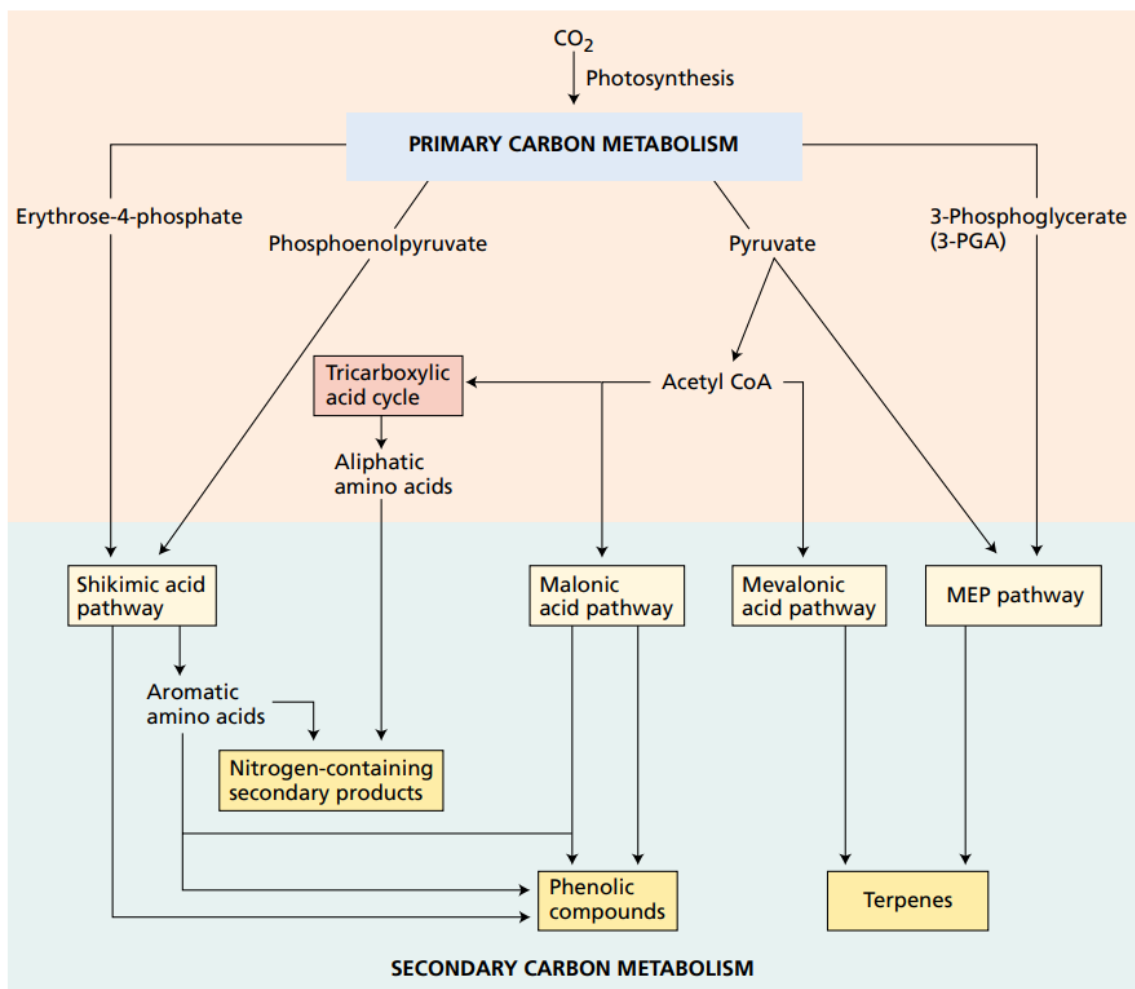 CO2
Photosynthesis
PRIMARY CARBON METABOLISM
Erythrose-4-phosphate
Phosphoenolpyruvate
Pyruvate
3-Phosphoglycerate
(3-PGA)
Tricarboxylic
acid cycle
Acetyl CoA
Aliphatic
amino acids
Shikimic acid
pathway
Malonic
acid pathway
Mevalonic
acid pathway
MEP pathway
Aromatic
amino acids
Nitrogen-containing
secondary products
Phenolic
compounds
Terpenes
SECONDARY CARBON METABOLISM